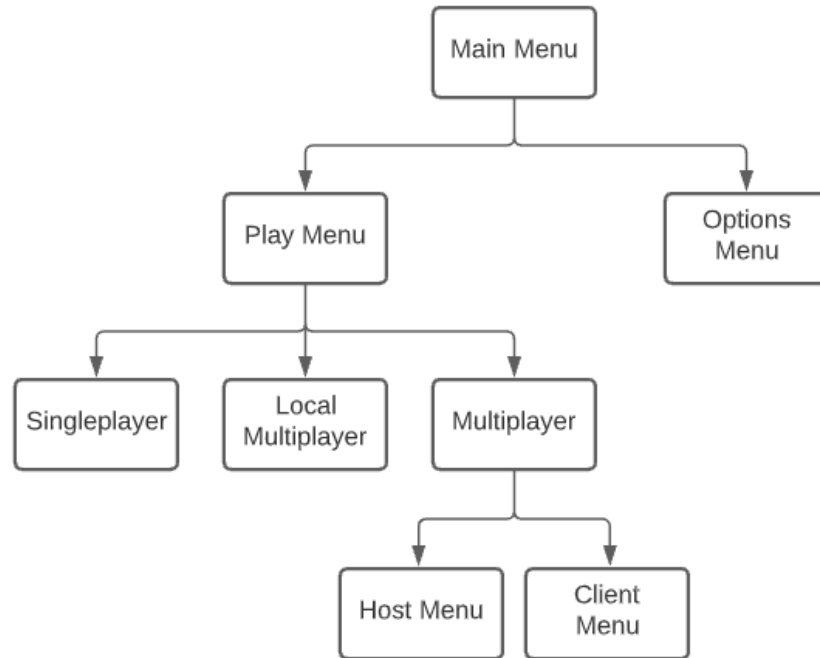 Main Menu
Play Menu
Options
Menu
Singleplayer
Local
Multiplayer
Multiplayer
Host Menu
Client
Menu